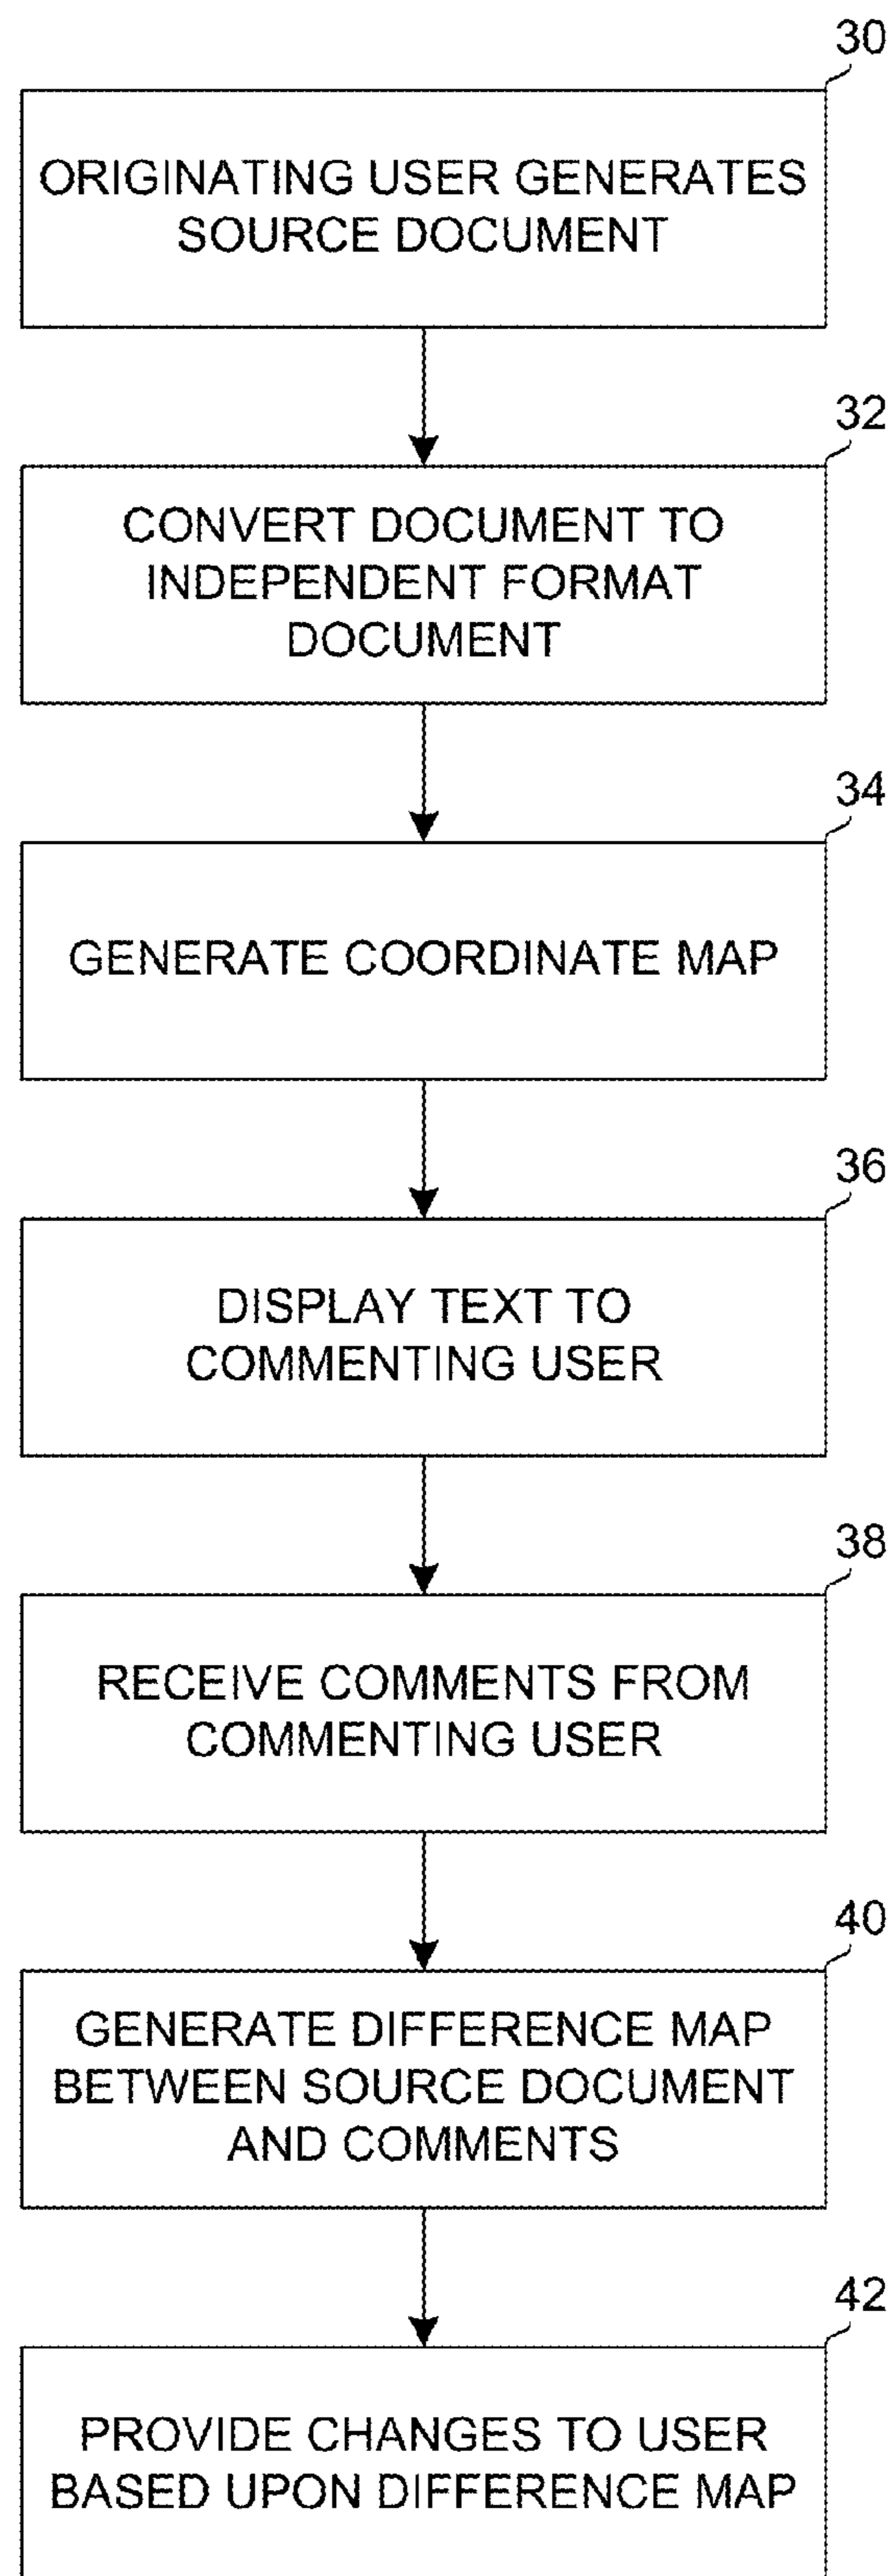 30
ORIGINATING USER GENERATES
SOURCE DOCUMENT
32
CONVERT DOCUMENT TO
INDEPENDENT FORMAT
DOCUMENT
34
GENERATE COORDINATE MAP
36
DISPLAY TEXT TO
COMMENTING USER
38
RECEIVE COMMENTS FROM
COMMENTING USER
40
GENERATE DIFFERENCE MAP
BETWEEN SOURCE DOCUMENT
AND COMMENTS
42
PROVIDE CHANGES TO USER
BASED UPON DIFFERENCE MAP